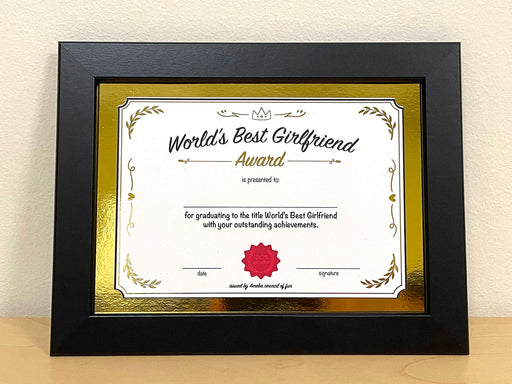 World's Best Girlfriend
Award
is presented to:
for graduating to the title World's Best Girlfriend
with your outstanding achievements.
date
signature
issued by Ameba council of fun